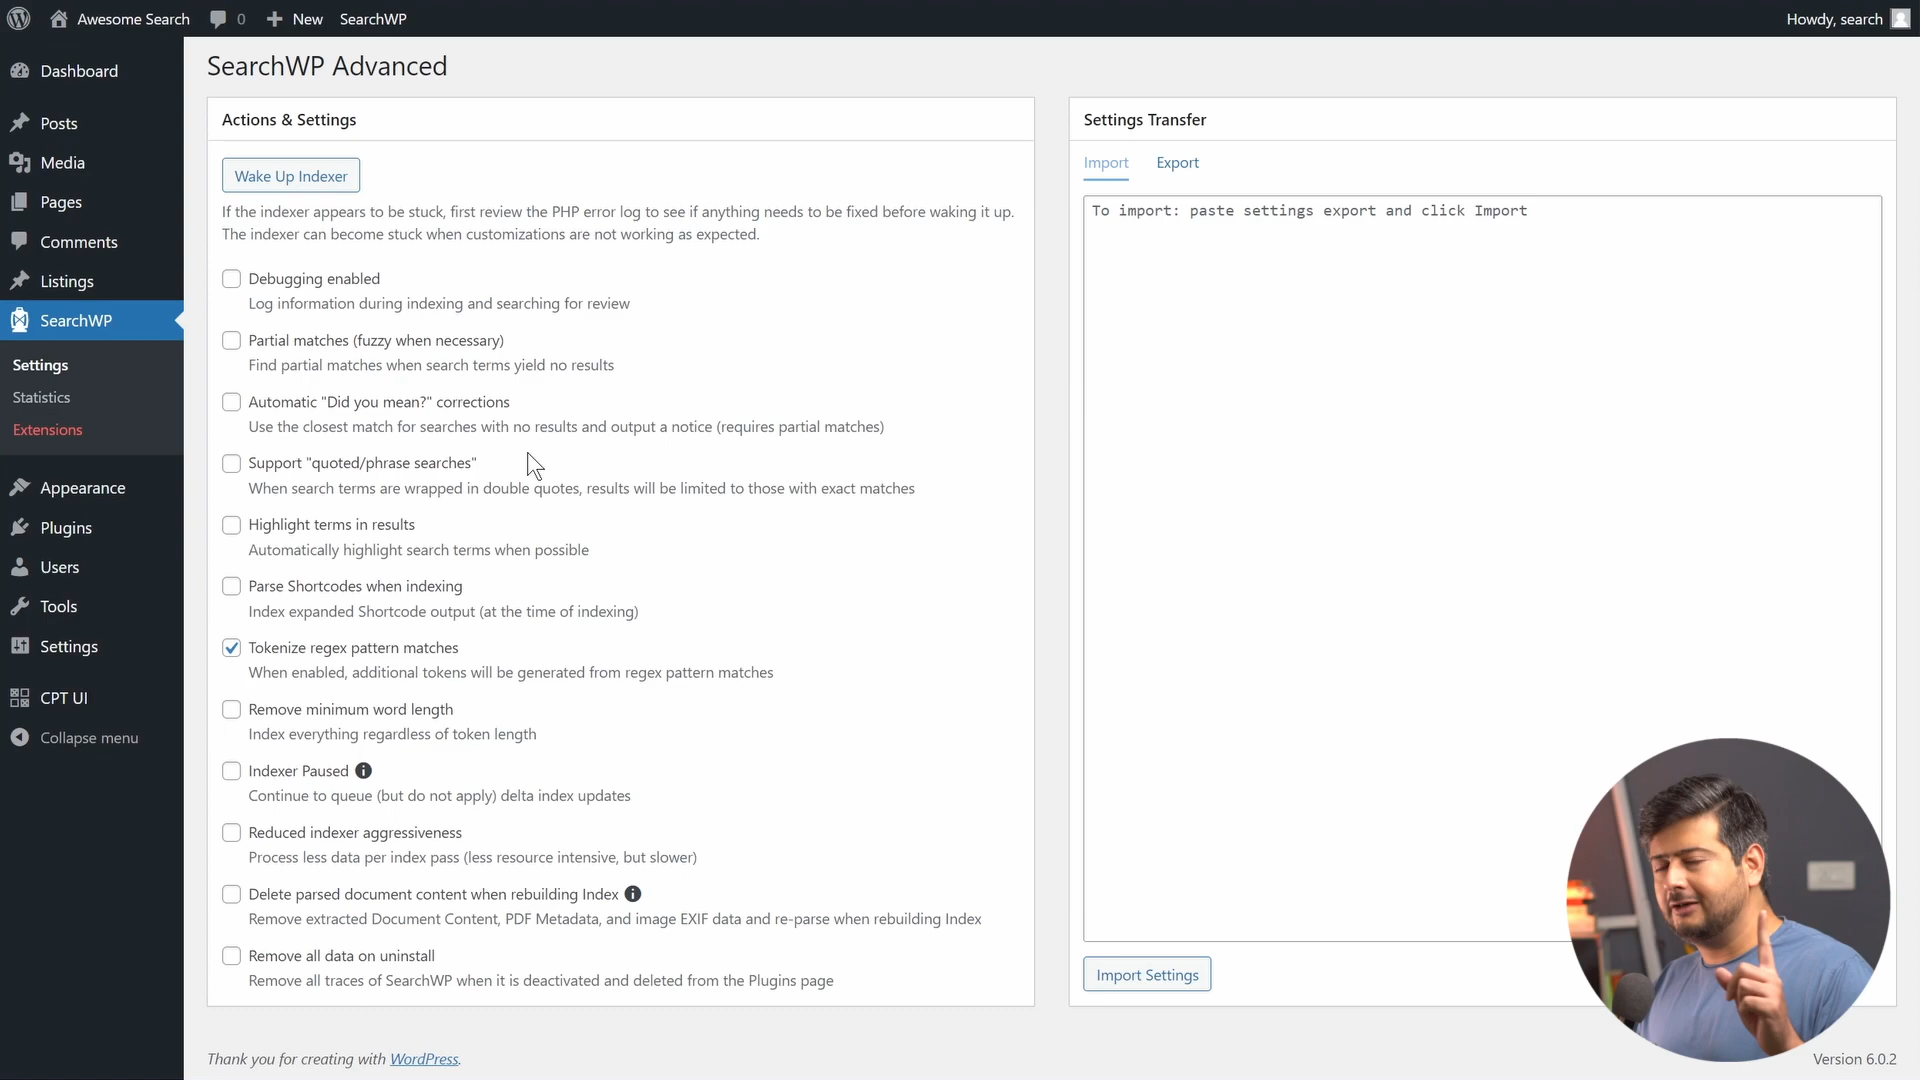 Awesome Search
0
New
SearchWP
Howdy, search
Dashboard
Posts
Media
Pages
Comments
Listings
SearchWP
Settings
Statistics
Extensions
Appearance
Plugins
Users
Tools
Settings
CPT UI
Collapse menu
SearchWP Advanced
Actions & Settings
Wake Up Indexer
If the indexer appears to be stuck, first review the PHP error log to see if anything needs to be fixed before waking it up.
The indexer can become stuck when customizations are not working as expected.
Debugging enabled
Log information during indexing and searching for review
Partial matches (fuzzy when necessary)
Find partial matches when search terms yield no results
Automatic "Did you mean?" corrections
Use the closest match for searches with no results and output a notice (requires partial matches)
Support "quoted/phrase searches"
When search terms are wrapped in double quotes, results will be limited to those with exact matches
Highlight terms in results
Automatically highlight search terms when possible
Parse Shortcodes when indexing
Index expanded Shortcode output (at the time of indexing)
Tokenize regex pattern matches
When enabled, additional tokens will be generated from regex pattern matches
Remove minimum word length
Index everything regardless of token length
Indexer Paused
Continue to queue (but do not apply) delta index updates
Reduced indexer aggressiveness
Process less data per index pass (less resource intensive, but slower)
Delete parsed document content when rebuilding Index
Remove extracted Document Content, PDF Metadata, and image EXIF data and re-parse when rebuilding Index
Remove all data on uninstall
Remove all traces of SearchWP when it is deactivated and deleted from the Plugins page
Settings Transfer
Import
Export
To import: paste settings export and click Import
Import Settings
Thank you for creating with WordPress.
Version 6.0.2